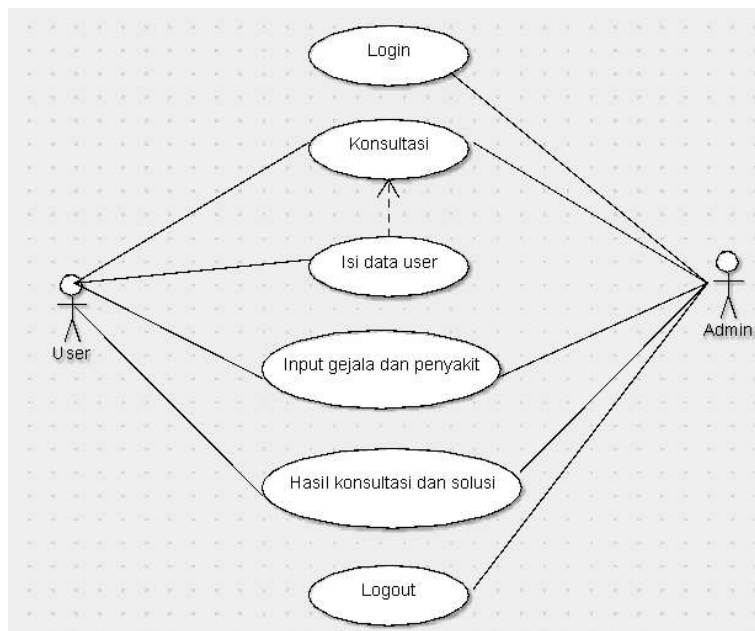 Login
Konsultasi
Isi data user
User
Admin
Input gejala dan penyakit
Hasil konsultasi dan solusi
Logout